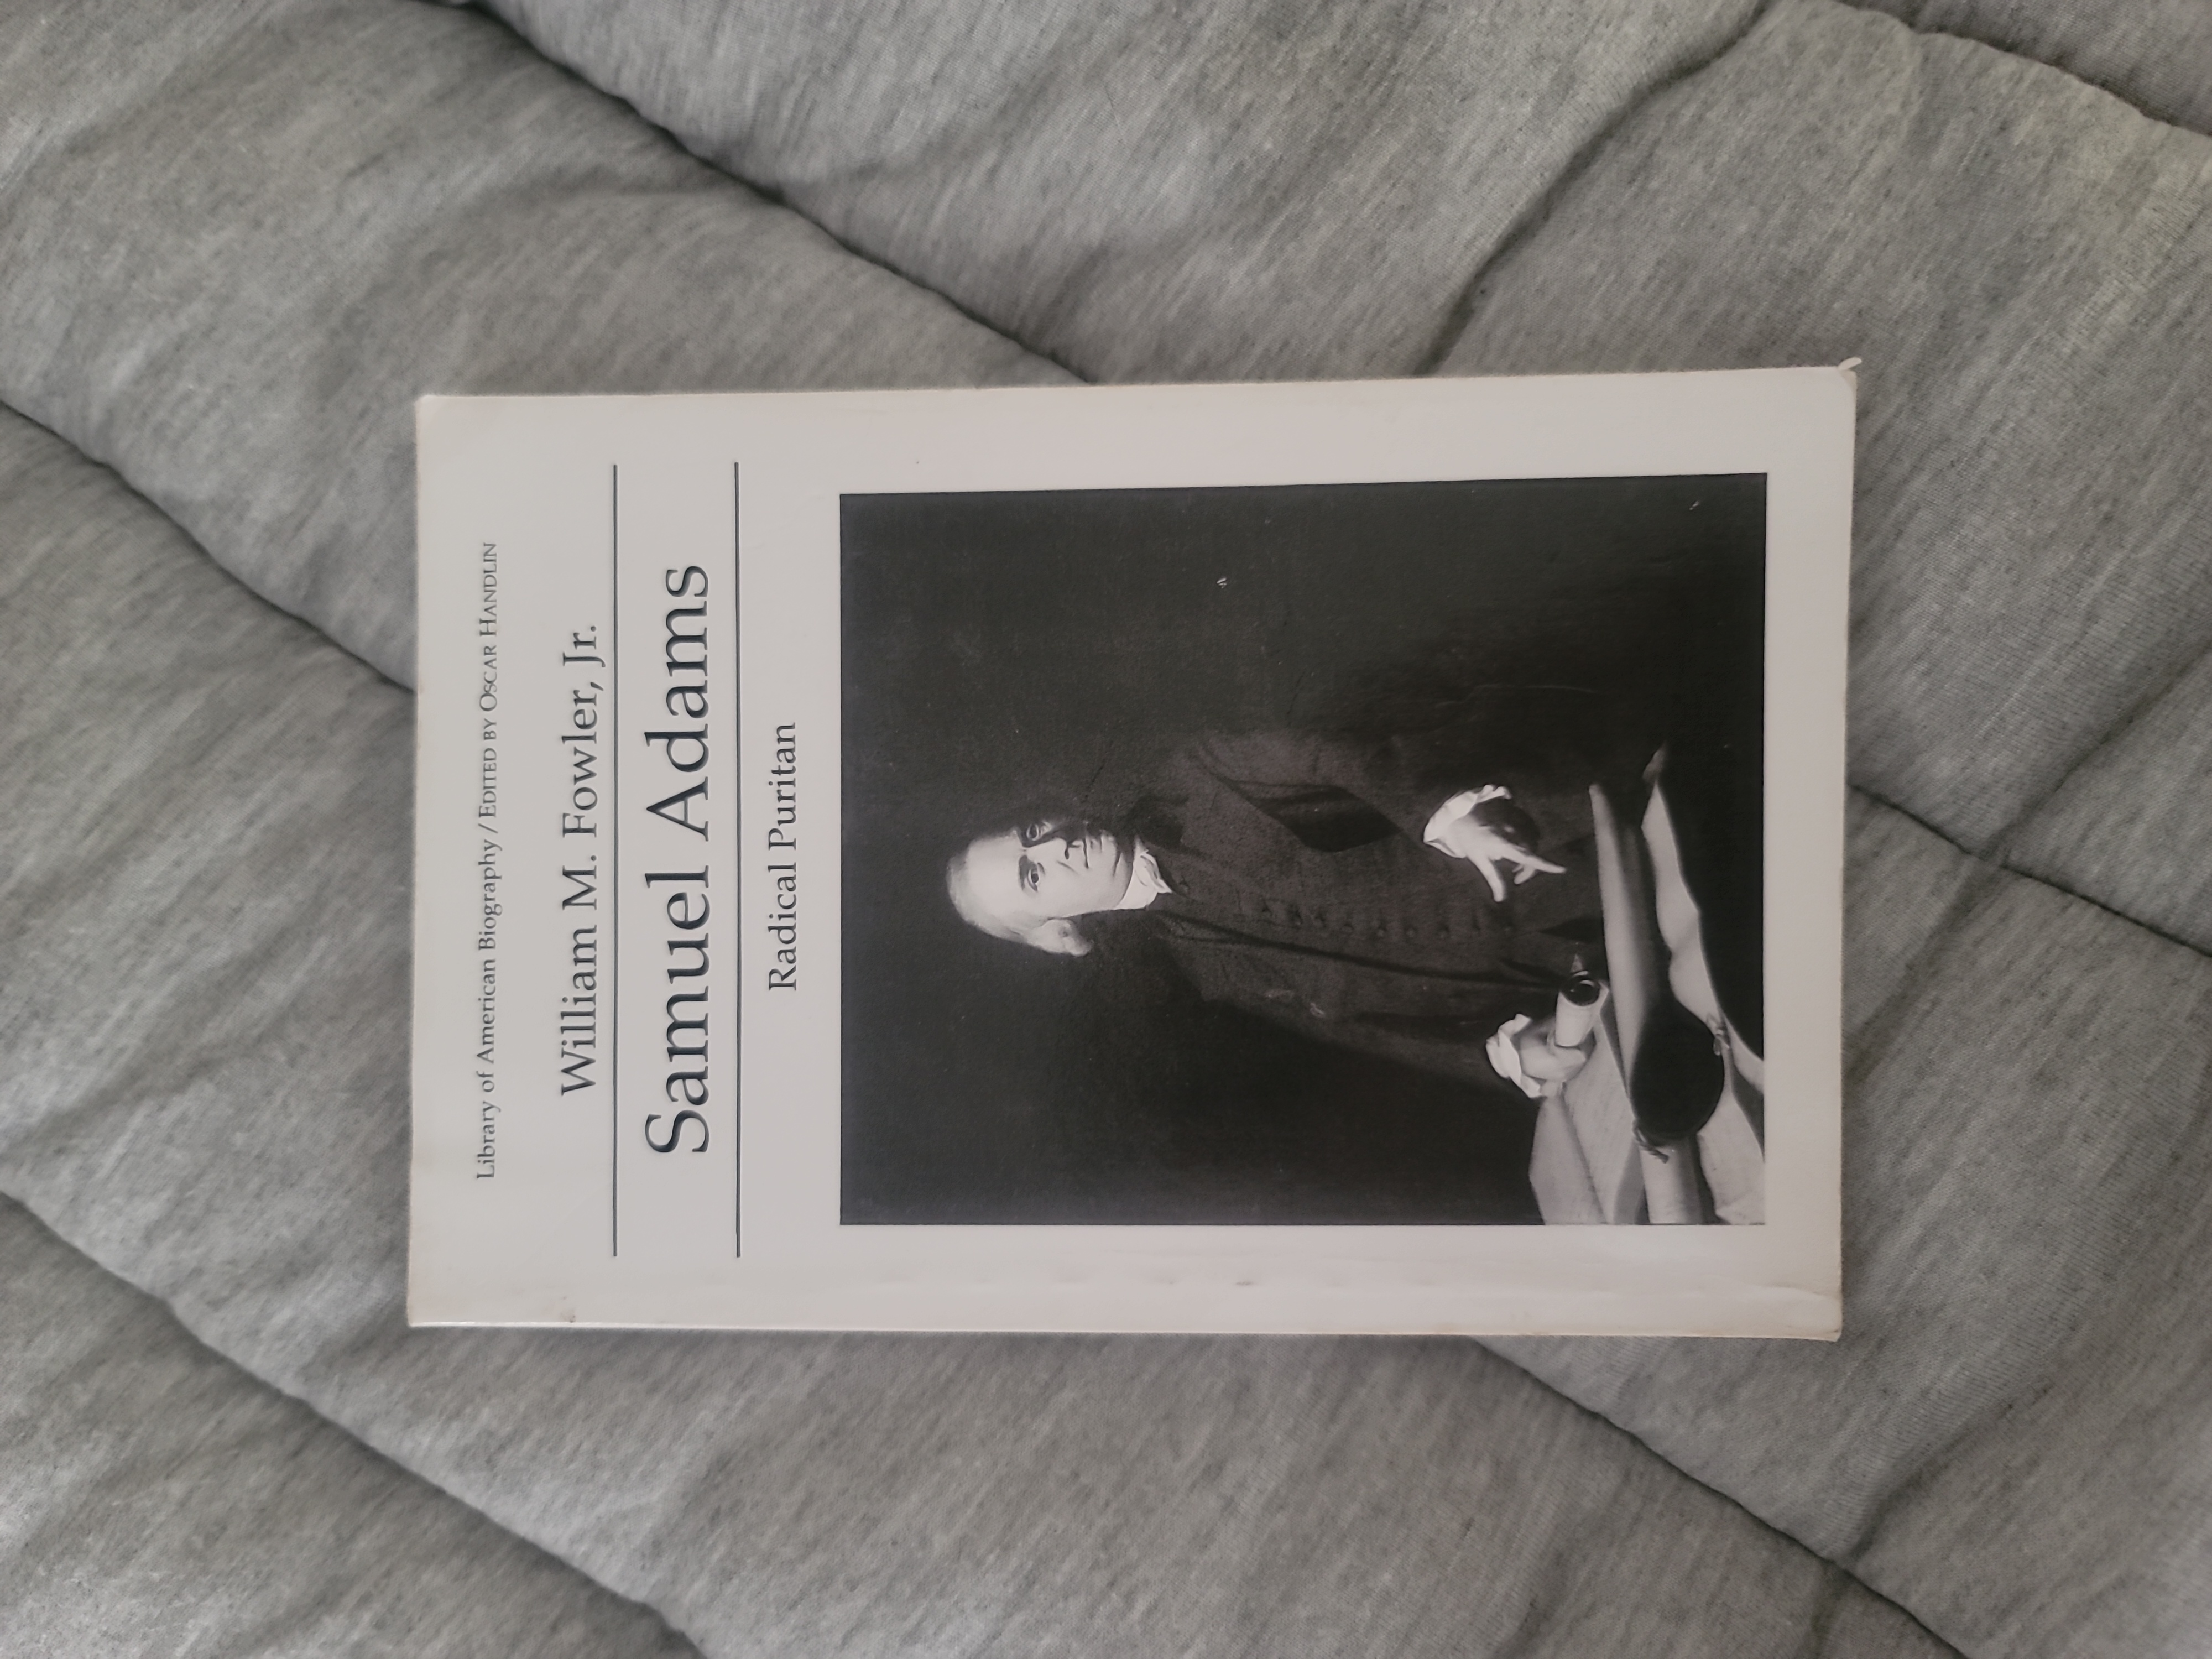 Library of American Biography / EDITED BY OSCAR HANDLIN
William M. Fowler, Jr.
Samuel Adams
Radical Puritan